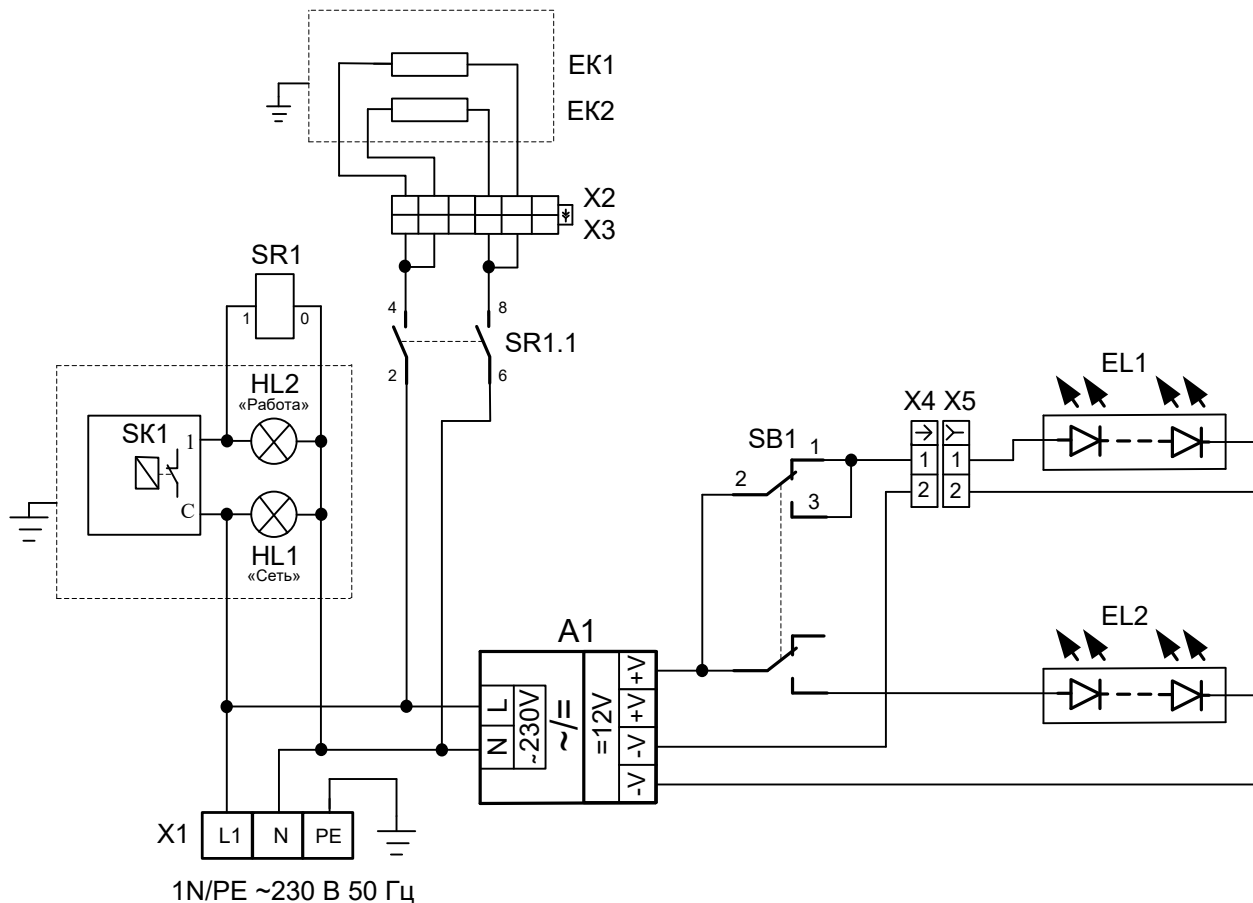 EK1
EK2
X2
X3
SR1
1
0
4
8
SR1.1
2
6
HL2
«Работа»
SK1
1
C
HL1
«Сеть»
EL1
X4 X5
SB1
1
2
3
1 1
2 2
EL2
A1
L
N
~230V
~/=
=12V
+V
+V
-V
-V
X1
L1
N
PE
1N/PE ~230 В 50 Гц